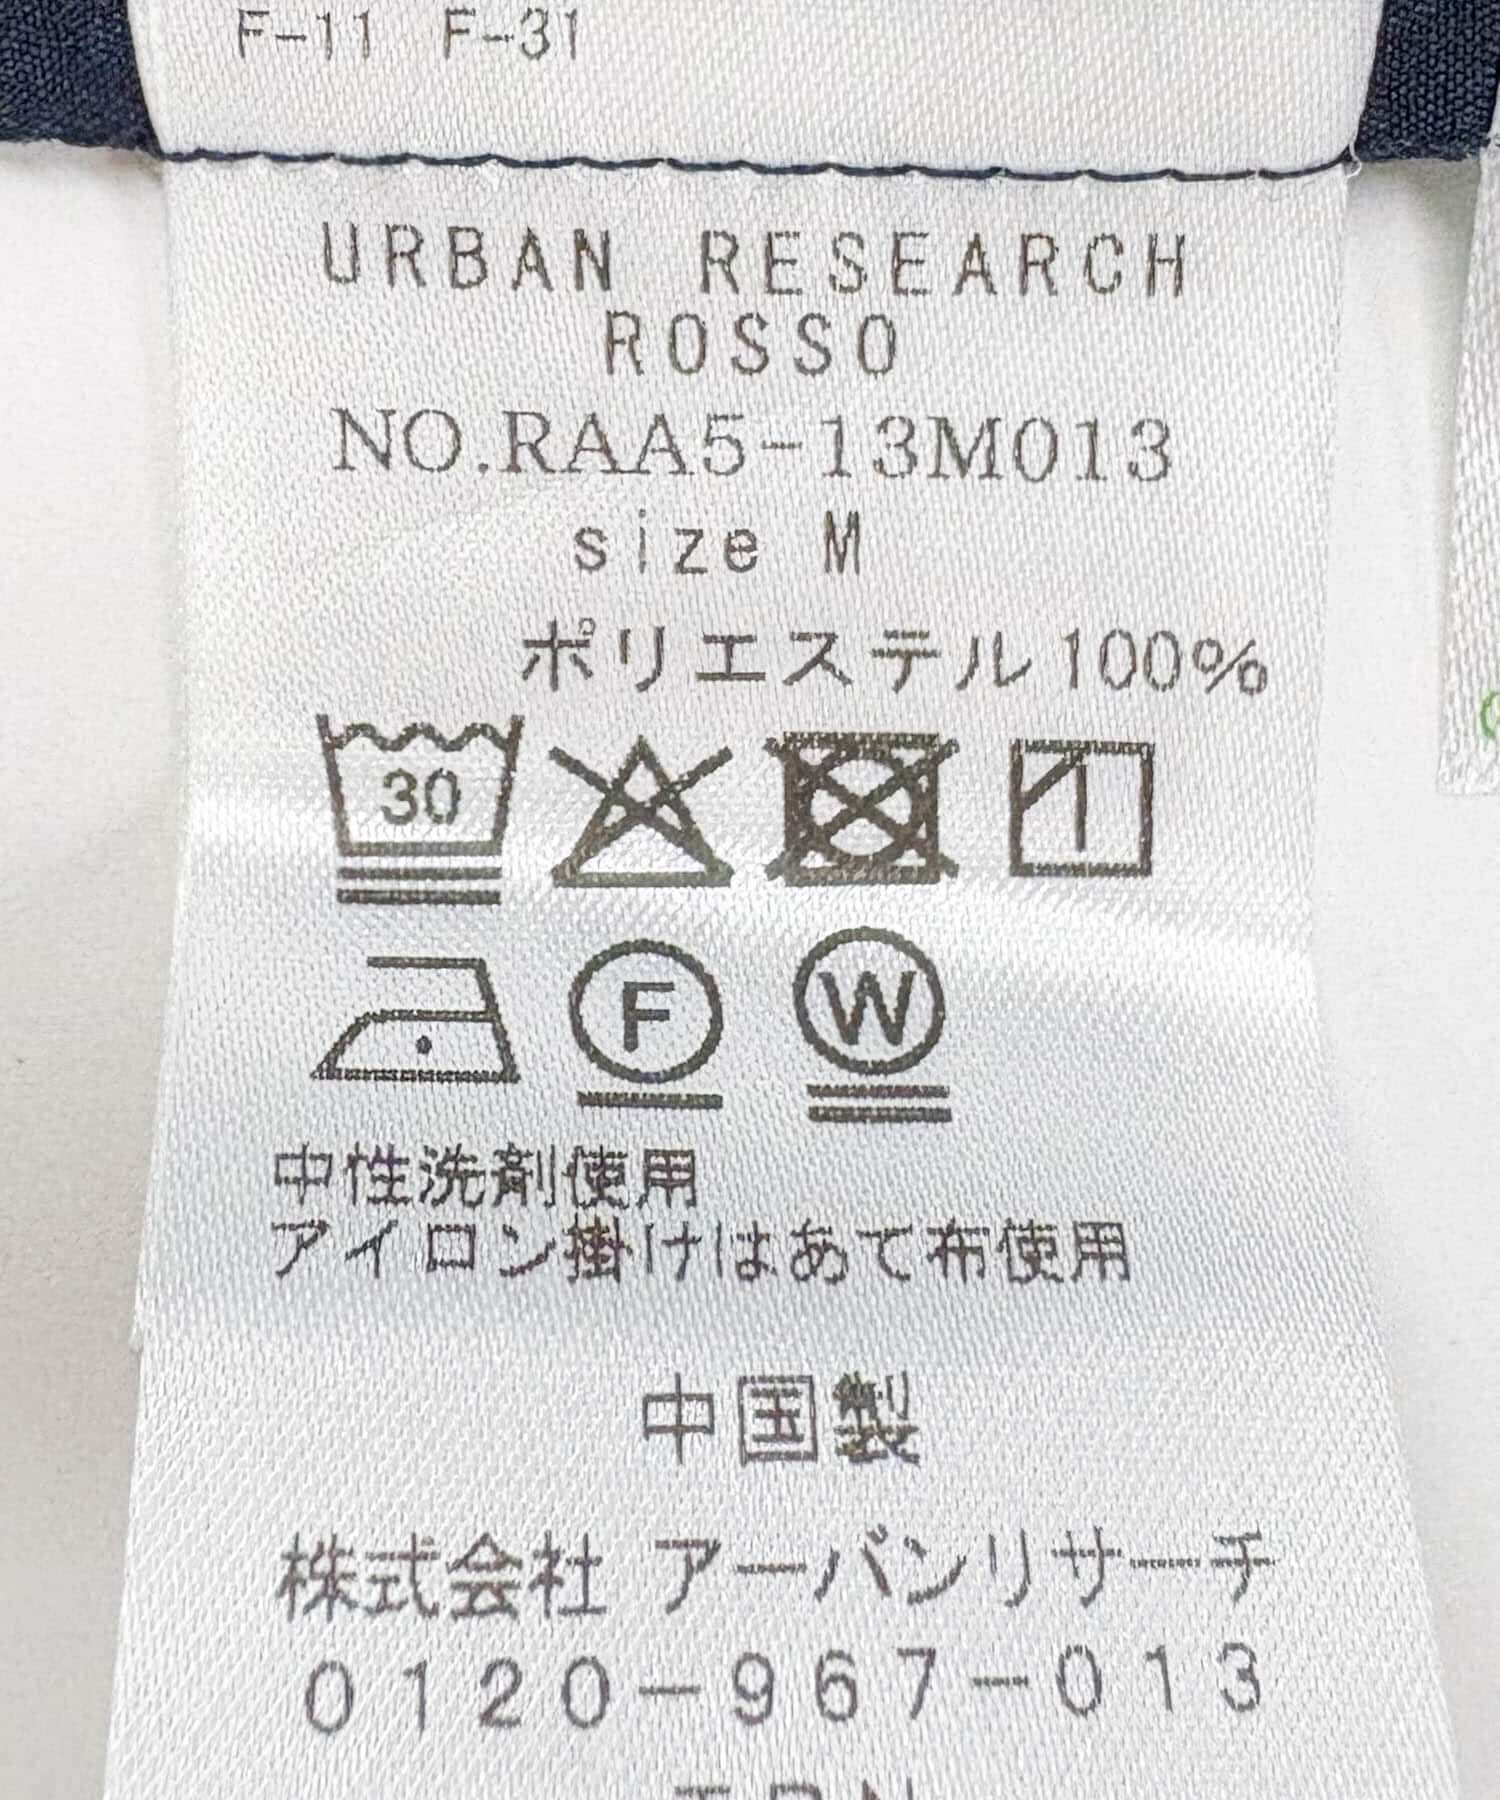 F-11 F-31
URBAN RESEARCH
ROSSO
NO.RAA5-13M013
size M
ポリエステル100%
30
F W
中性洗剤使用
アイロン掛けはあて布使用
中国製
株式会社 アーバンリサーチ
0120-967-013